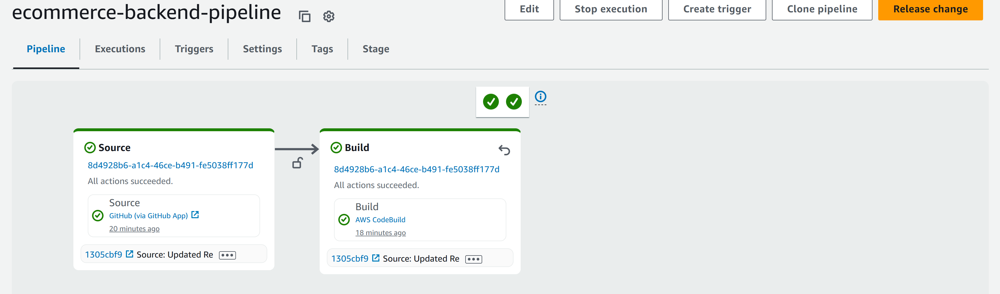 ecommerce-backend-pipeline
Edit
Stop execution
Create trigger
Clone pipeline
Release change
Pipeline
Executions
Triggers
Settings
Tags
Stage
Source
8d4928b6-a1c4-46ce-b491-fe5038ff177d
All actions succeeded.
Source
GitHub (via GitHub App)
20 minutes ago
1305cbf9 Source: Updated Re
Build
8d4928b6-a1c4-46ce-b491-fe5038ff177d
All actions succeeded.
Build
AWS CodeBuild
18 minutes ago
1305cbf9 Source: Updated Re